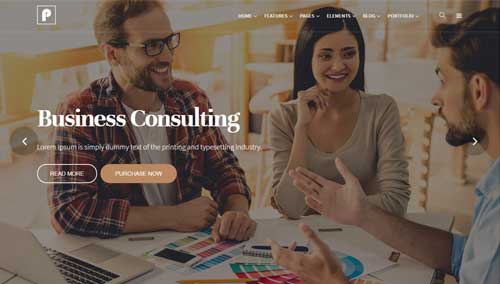 P
HOME FEATURES PAGES ELEMENTS BLOG PORTFOLIO
Business Consulting
Lorem Ipsum is simply dummy text of the printing and typesetting industry.
READ MORE PURCHASE NOW